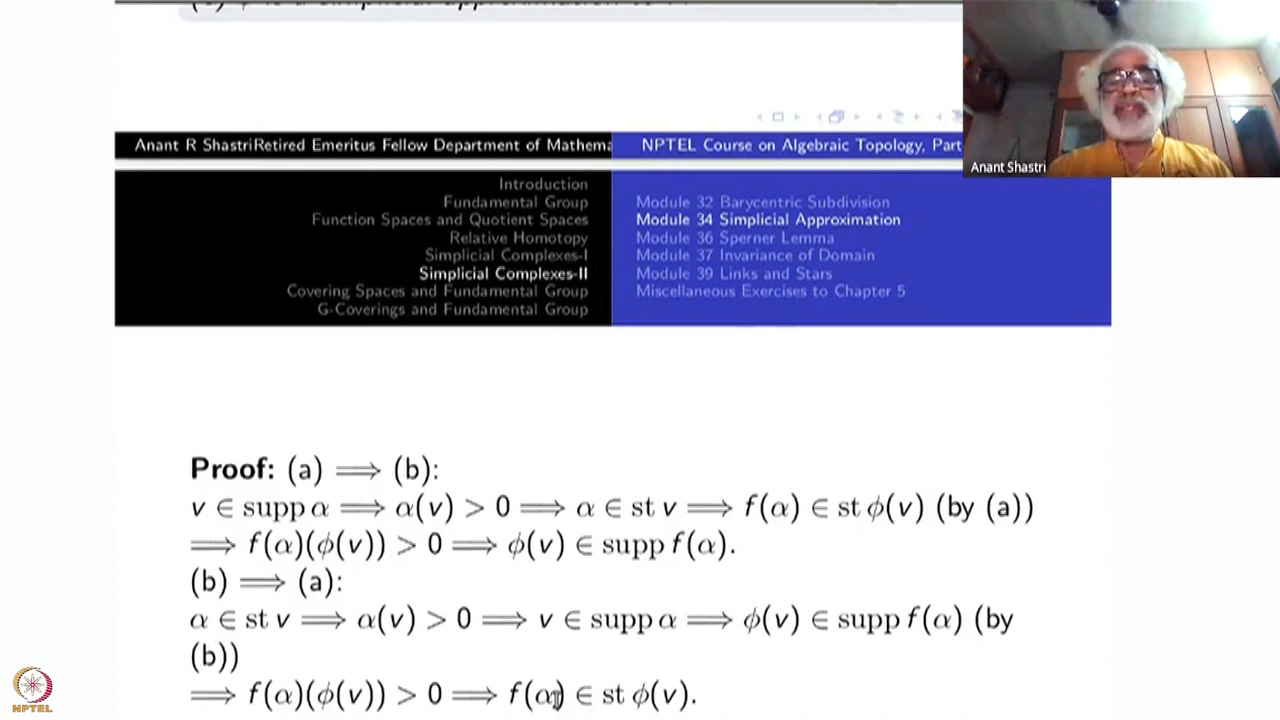 Anant Shastri
Anant R ShastriRetired Emeritus Fellow Department of Mathema
NPTEL Course on Algebraic Topology, Part
Introduction
Fundamental Group
Function Spaces and Quotient Spaces
Relative Homotopy
Simplicial Complexes-I
Simplicial Complexes-II
Covering Spaces and Fundamental Group
G-Coverings and Fundamental Group
Module 32 Barycentric Subdivision
Module 34 Simplicial Approximation
Module 36 Sperner Lemma
Module 37 Invariance of Domain
Module 39 Links and Stars
Miscellaneous Exercises to Chapter 5
Proof: (a) ⟹ (b):
v ∈ supp α ⟹ α(v) > 0 ⟹ α ∈ st v ⟹ f(α) ∈ st ϕ(v) (by (a))
⟹ f(α)(ϕ(v)) > 0 ⟹ ϕ(v) ∈ supp f(α).
(b) ⟹ (a):
α ∈ st v ⟹ α(v) > 0 ⟹ v ∈ supp α ⟹ ϕ(v) ∈ supp f(α) (by
(b))
⟹ f(α)(ϕ(v)) > 0 ⟹ f(α) ∈ st ϕ(v).
NPTEL